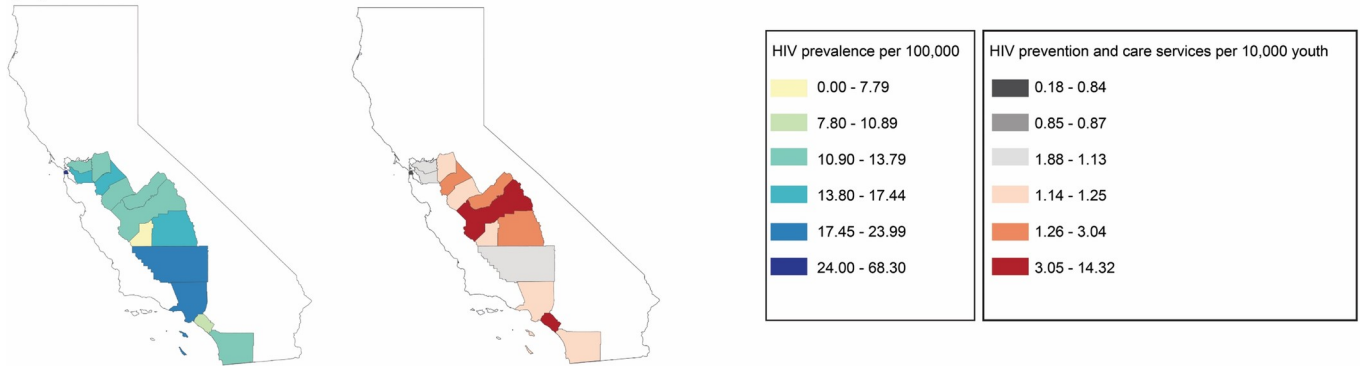 HIV prevalence per 100,000
0.00 - 7.79
7.80 - 10.89
10.90 - 13.79
13.80 - 17.44
17.45 - 23.99
24.00 - 68.30
HIV prevention and care services per 10,000 youth
0.18 - 0.84
0.85 - 0.87
1.88 - 1.13
1.14 - 1.25
1.26 - 3.04
3.05 - 14.32